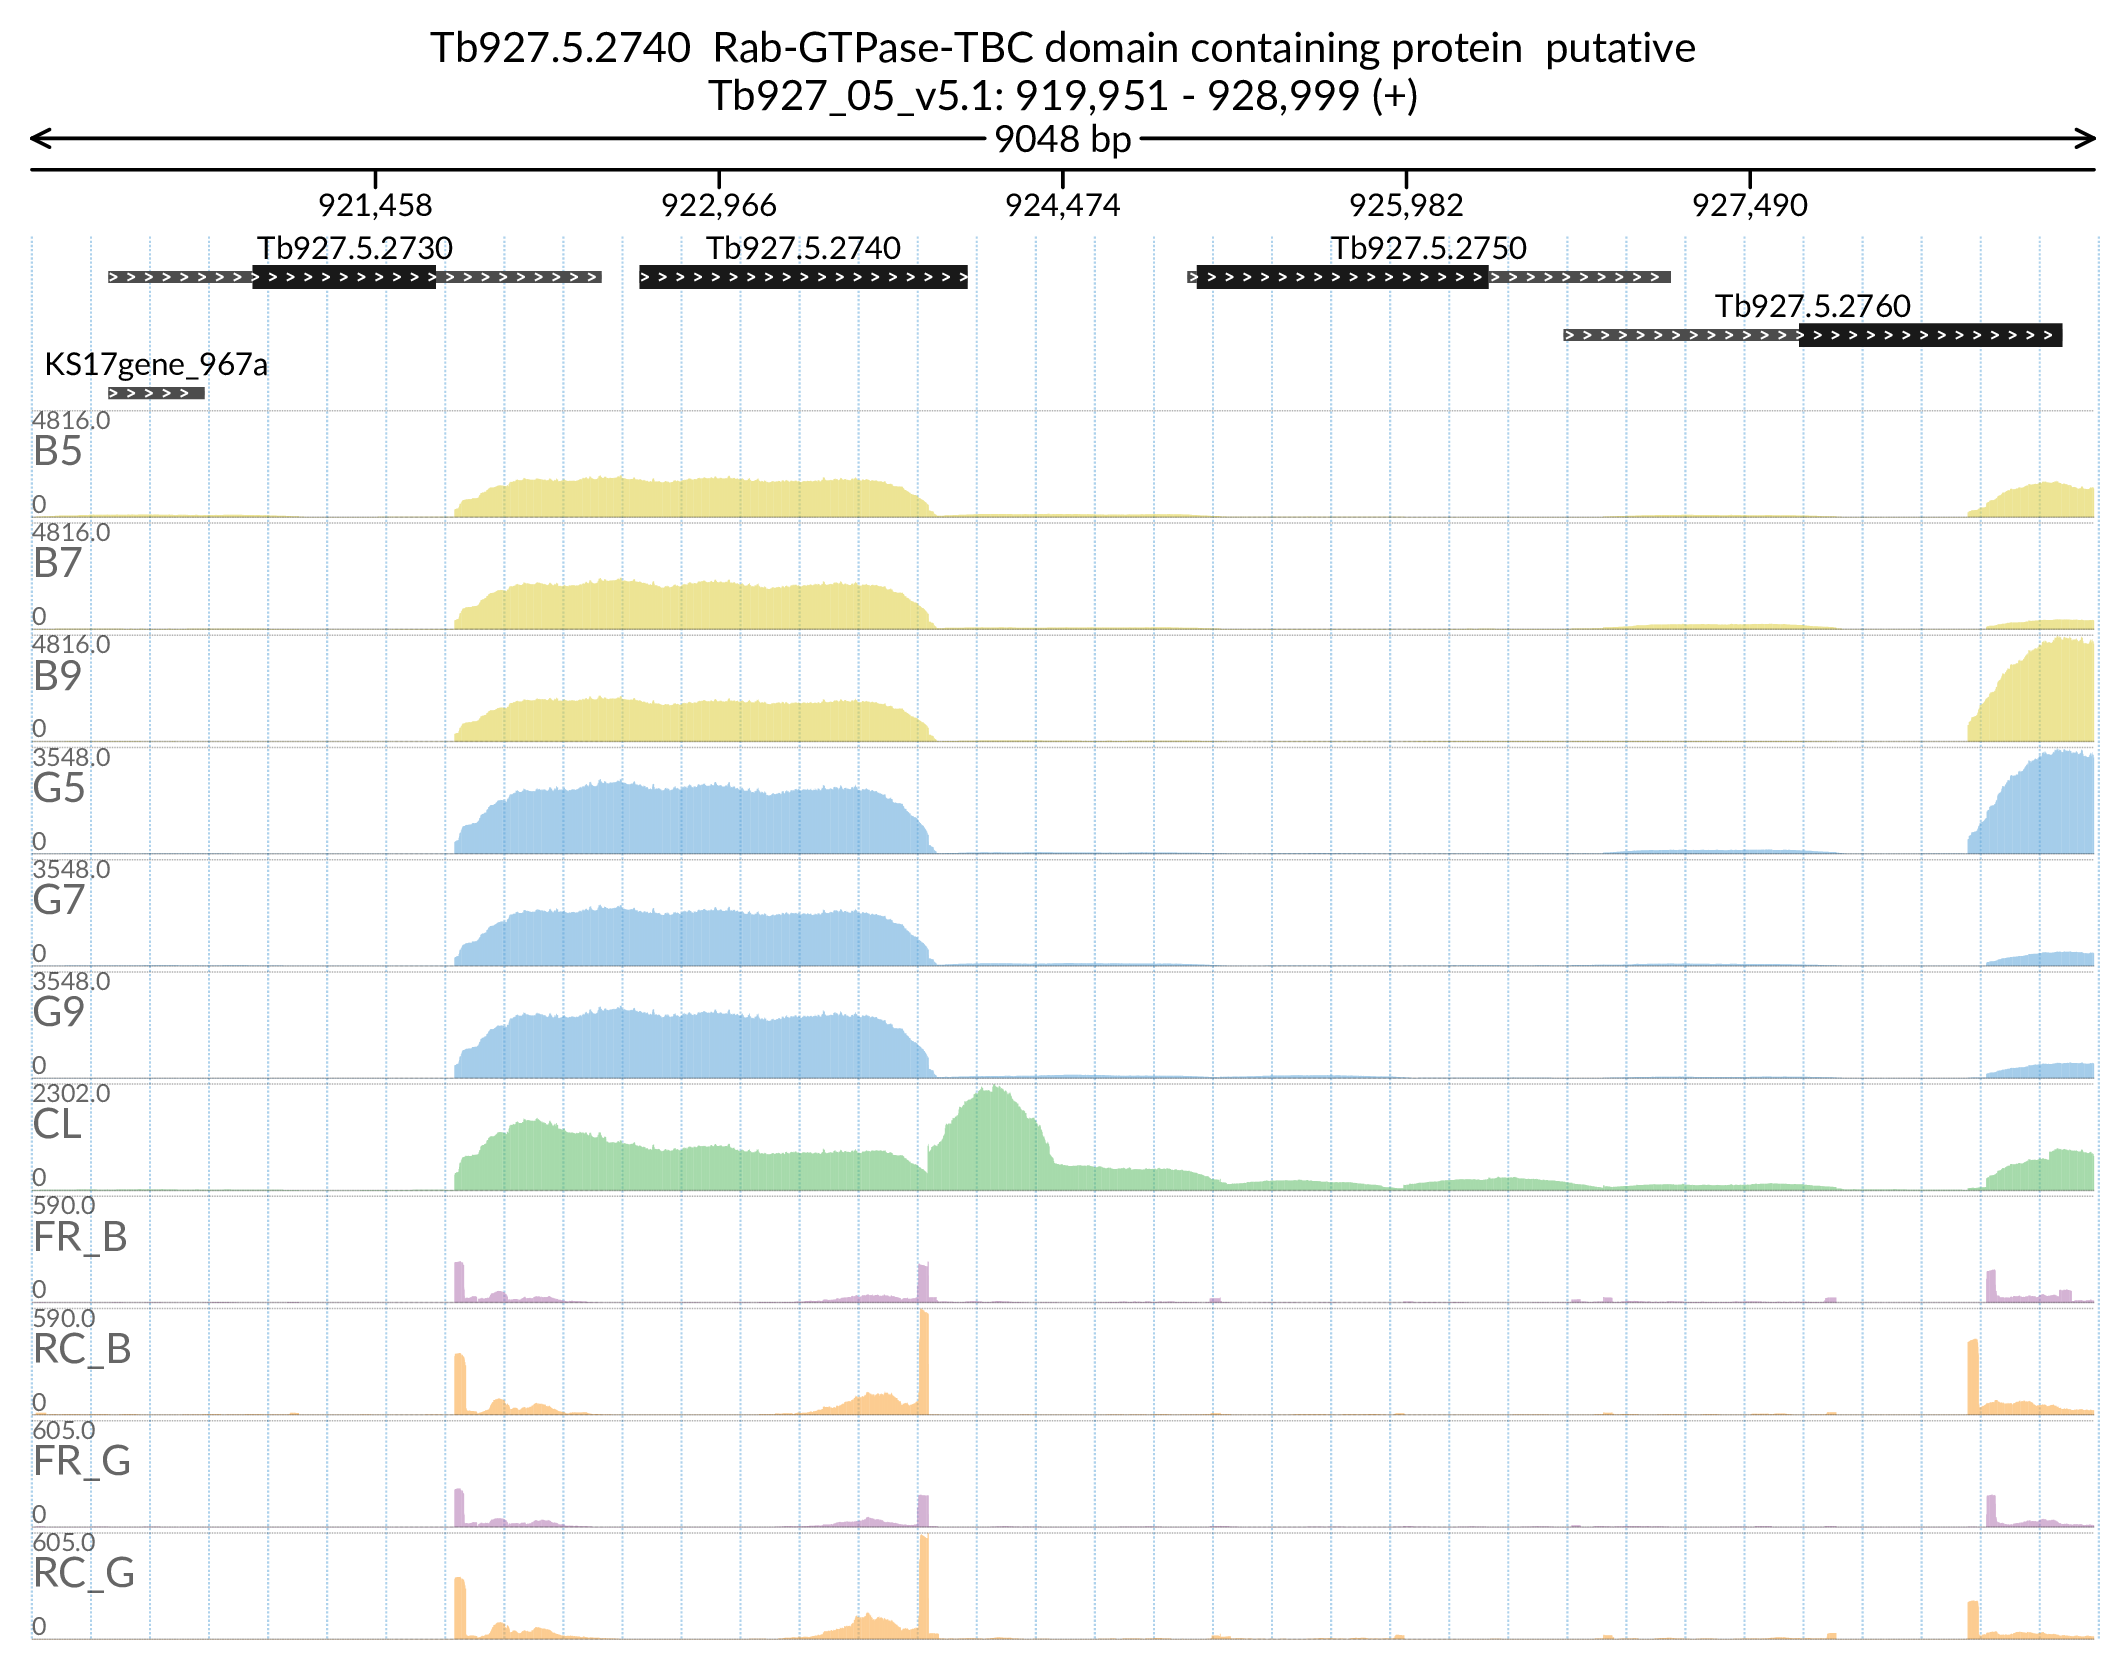 Tb927.5.2740  Rab-GTPase-TBC domain containing protein  putative
Tb927_05_v5.1: 919,951 - 928,999 (+)
9048 bp
921,458 922,966 924,474 925,982 927,490
Tb927.5.2730 Tb927.5.2740 Tb927.5.2750
Tb927.5.2760
KS17gene_967a
4816.0
B5
0
4816.0
B7
0
4816.0
B9
0
3548.0
G5
0
3548.0
G7
0
3548.0
G9
0
2302.0
CL
0
590.0
FR_B
0
590.0
RC_B
0
605.0
FR_G
0
605.0
RC_G
0